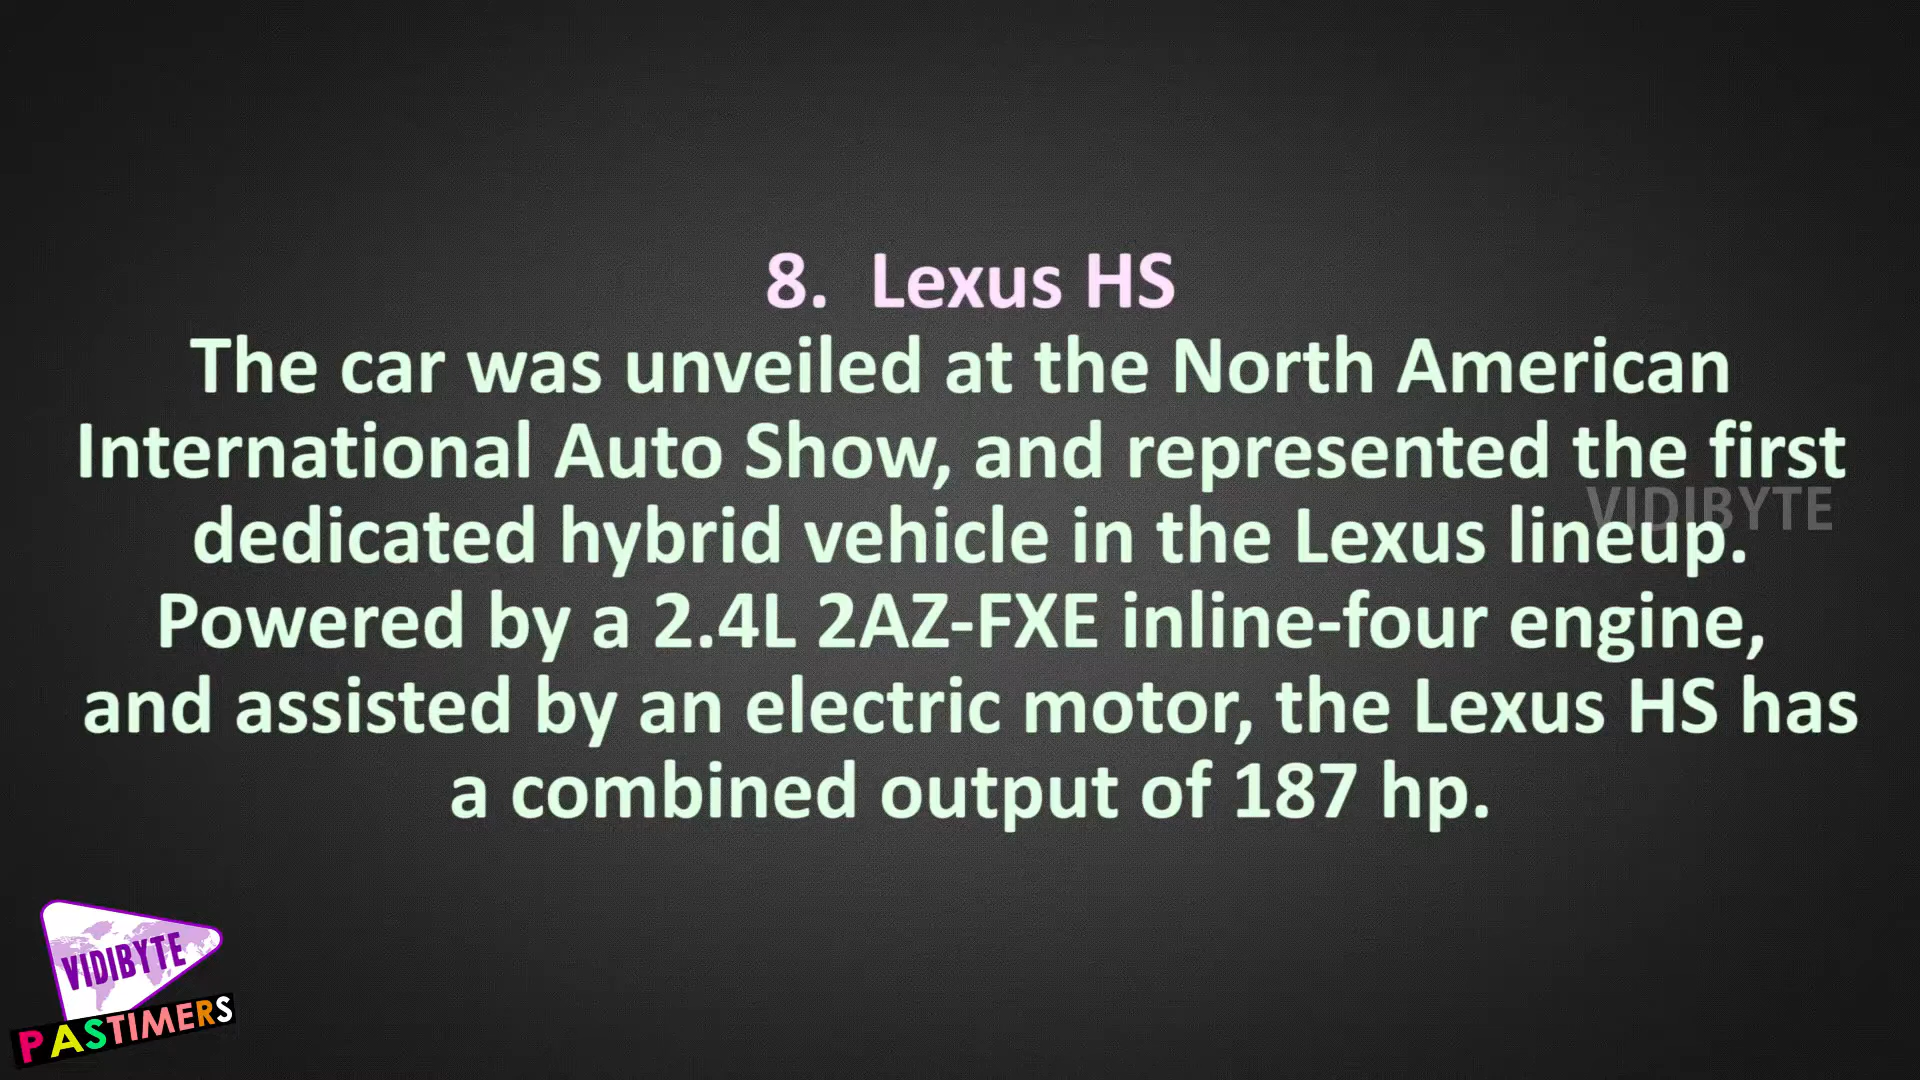 8.  Lexus HS
The car was unveiled at the North American
International Auto Show, and represented the first
dedicated hybrid vehicle in the Lexus lineup.
VIDIBYTE
Powered by a 2.4L 2AZ-FXE inline-four engine,
and assisted by an electric motor, the Lexus HS has
a combined output of 187 hp.
VIDIBYTE
PASTIMERS